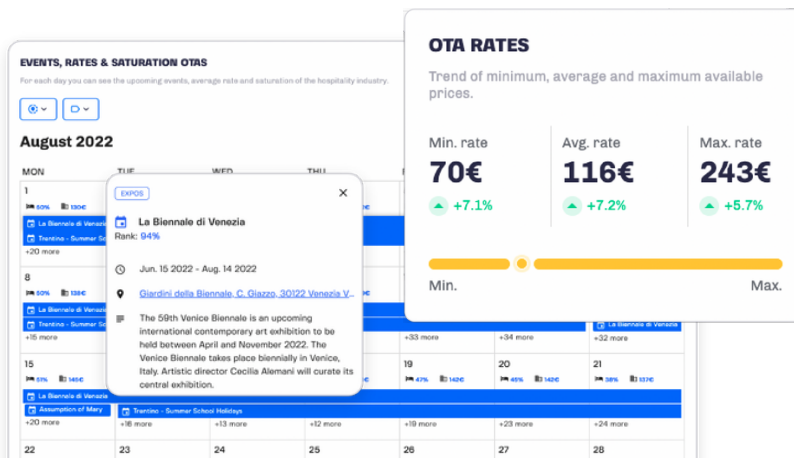 EVENTS, RATES & SATURATION OTAS
For each day you can see the upcoming events, average rate and saturation of the hospitality industry.
August 2022
MON TUE WED THU
1
50% 130€
La Biennale di Venezia
Trentino - Summer Sc
+20 more
8
50% 138€
La Biennale di Venezia
Trentino - Summer Sc
+15 more
+33 more
+34 more
La Biennale di Venezia
+32 more
15
51% 145€
La Biennale di Venezia
Assumption of Mary
+20 more
Trentino - Summer School Holidays
+16 more
+13 more
+12 more
19
47% 142€
+19 more
20
45% 142€
+23 more
21
38% 137€
+24 more
22 23 24 25 26 27 28
EXPOS
La Biennale di Venezia
Rank: 94%
Jun. 15 2022 - Aug. 14 2022
Giardini della Biennale, C. Giazzo, 30122 Venezia V...
The 59th Venice Biennale is an upcoming
international contemporary art exhibition to be
held between April and November 2022. The
Venice Biennale takes place biennially in Venice,
Italy. Artistic director Cecilia Alemani will curate its
central exhibition.
OTA RATES
Trend of minimum, average and maximum available
prices.
Min. rate
70€
+7.1%
Avg. rate
116€
+7.2%
Max. rate
243€
+5.7%
Min. Max.